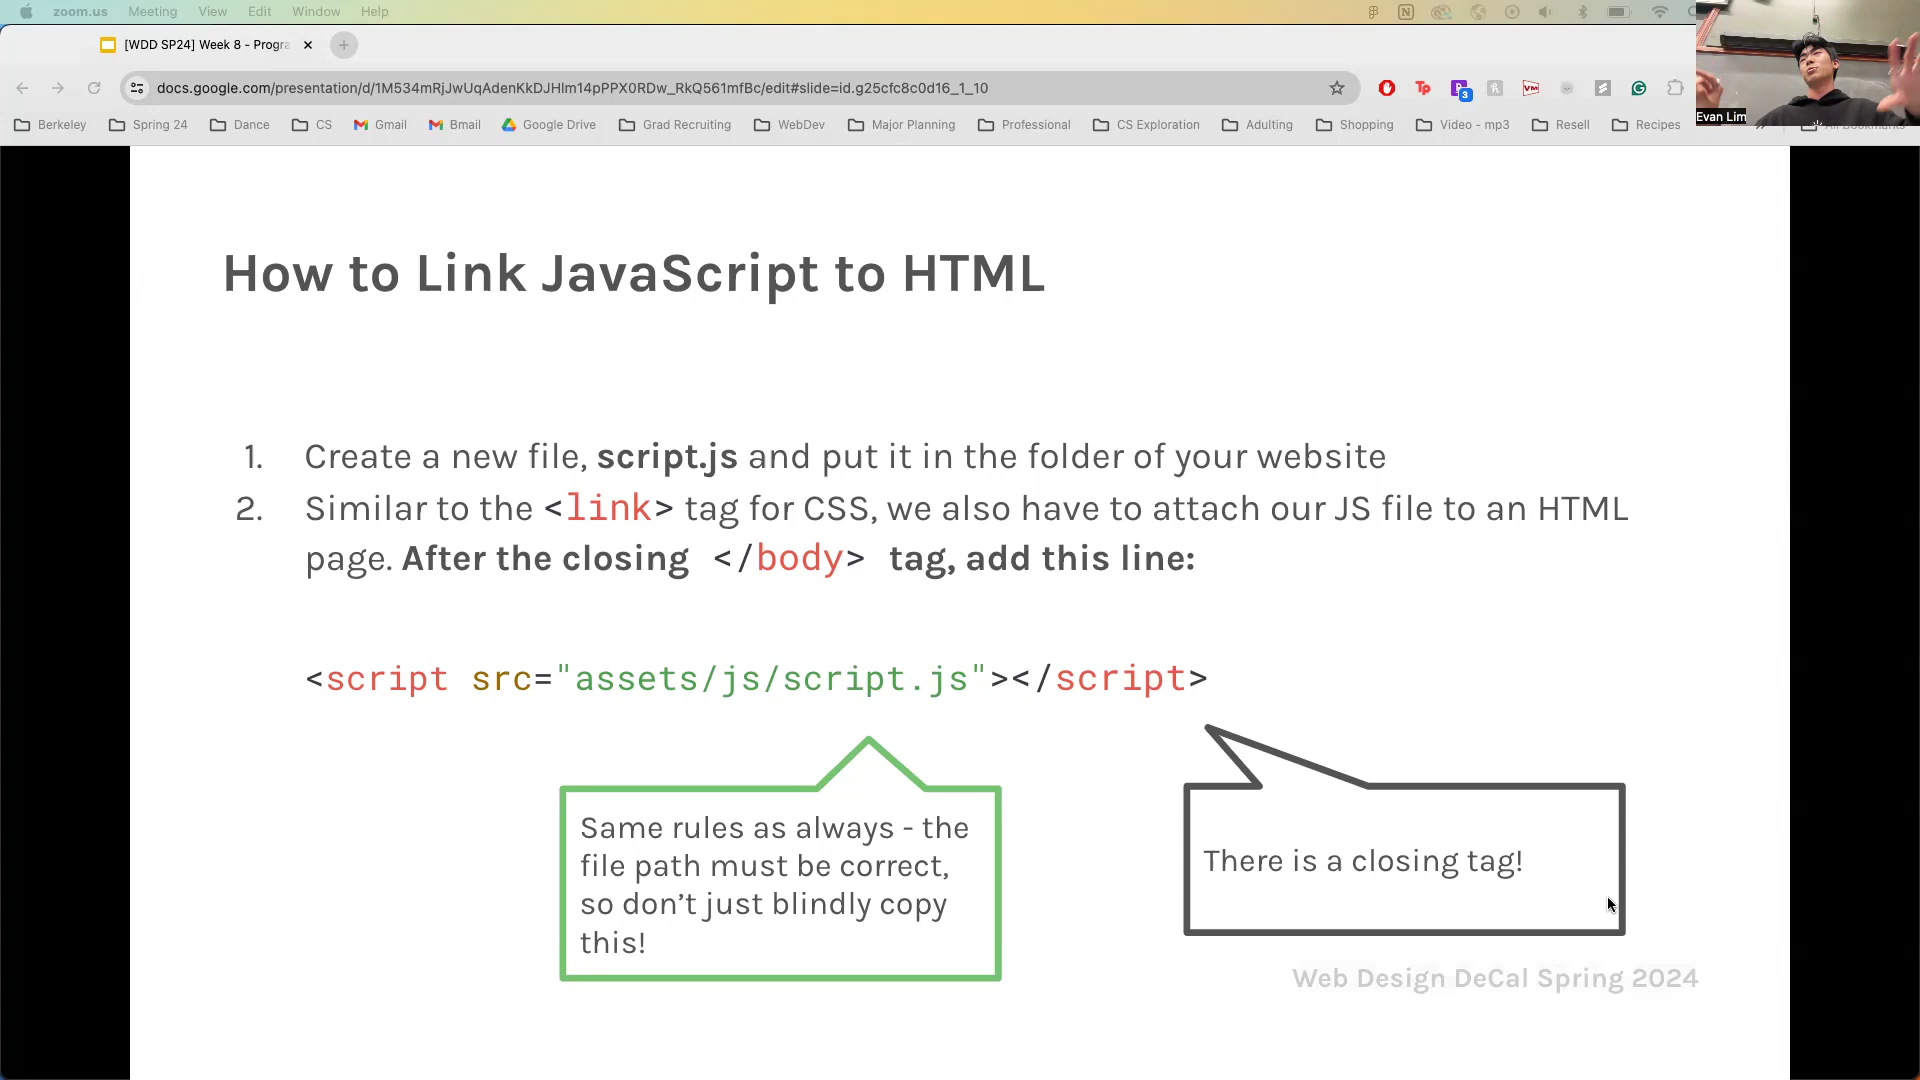 zoom.us Meeting View Edit Window Help
[WDD SP24] Week 8 - Progra
docs.google.com/presentation/d/1M534mRjJwUqAdenKkDJHlm14pPPX0RDw_RkQ561mfBc/edit#slide=id.g25cfc8c0d16_1_10
Tp
3
VM
Evan Lim
Berkeley Spring 24 Dance CS Gmail Bmail Google Drive Grad Recruiting WebDev Major Planning Professional CS Exploration Adulting Shopping Video - mp3 Resell Recipes All Bookmarks
How to Link JavaScript to HTML
1. Create a new file, script.js and put it in the folder of your website
2. Similar to the <link> tag for CSS, we also have to attach our JS file to an HTML
page. After the closing </body> tag, add this line:
<script src="assets/js/script.js"></script>
Same rules as always - the
file path must be correct,
so don't just blindly copy
this!
There is a closing tag!
Web Design DeCal Spring 2024